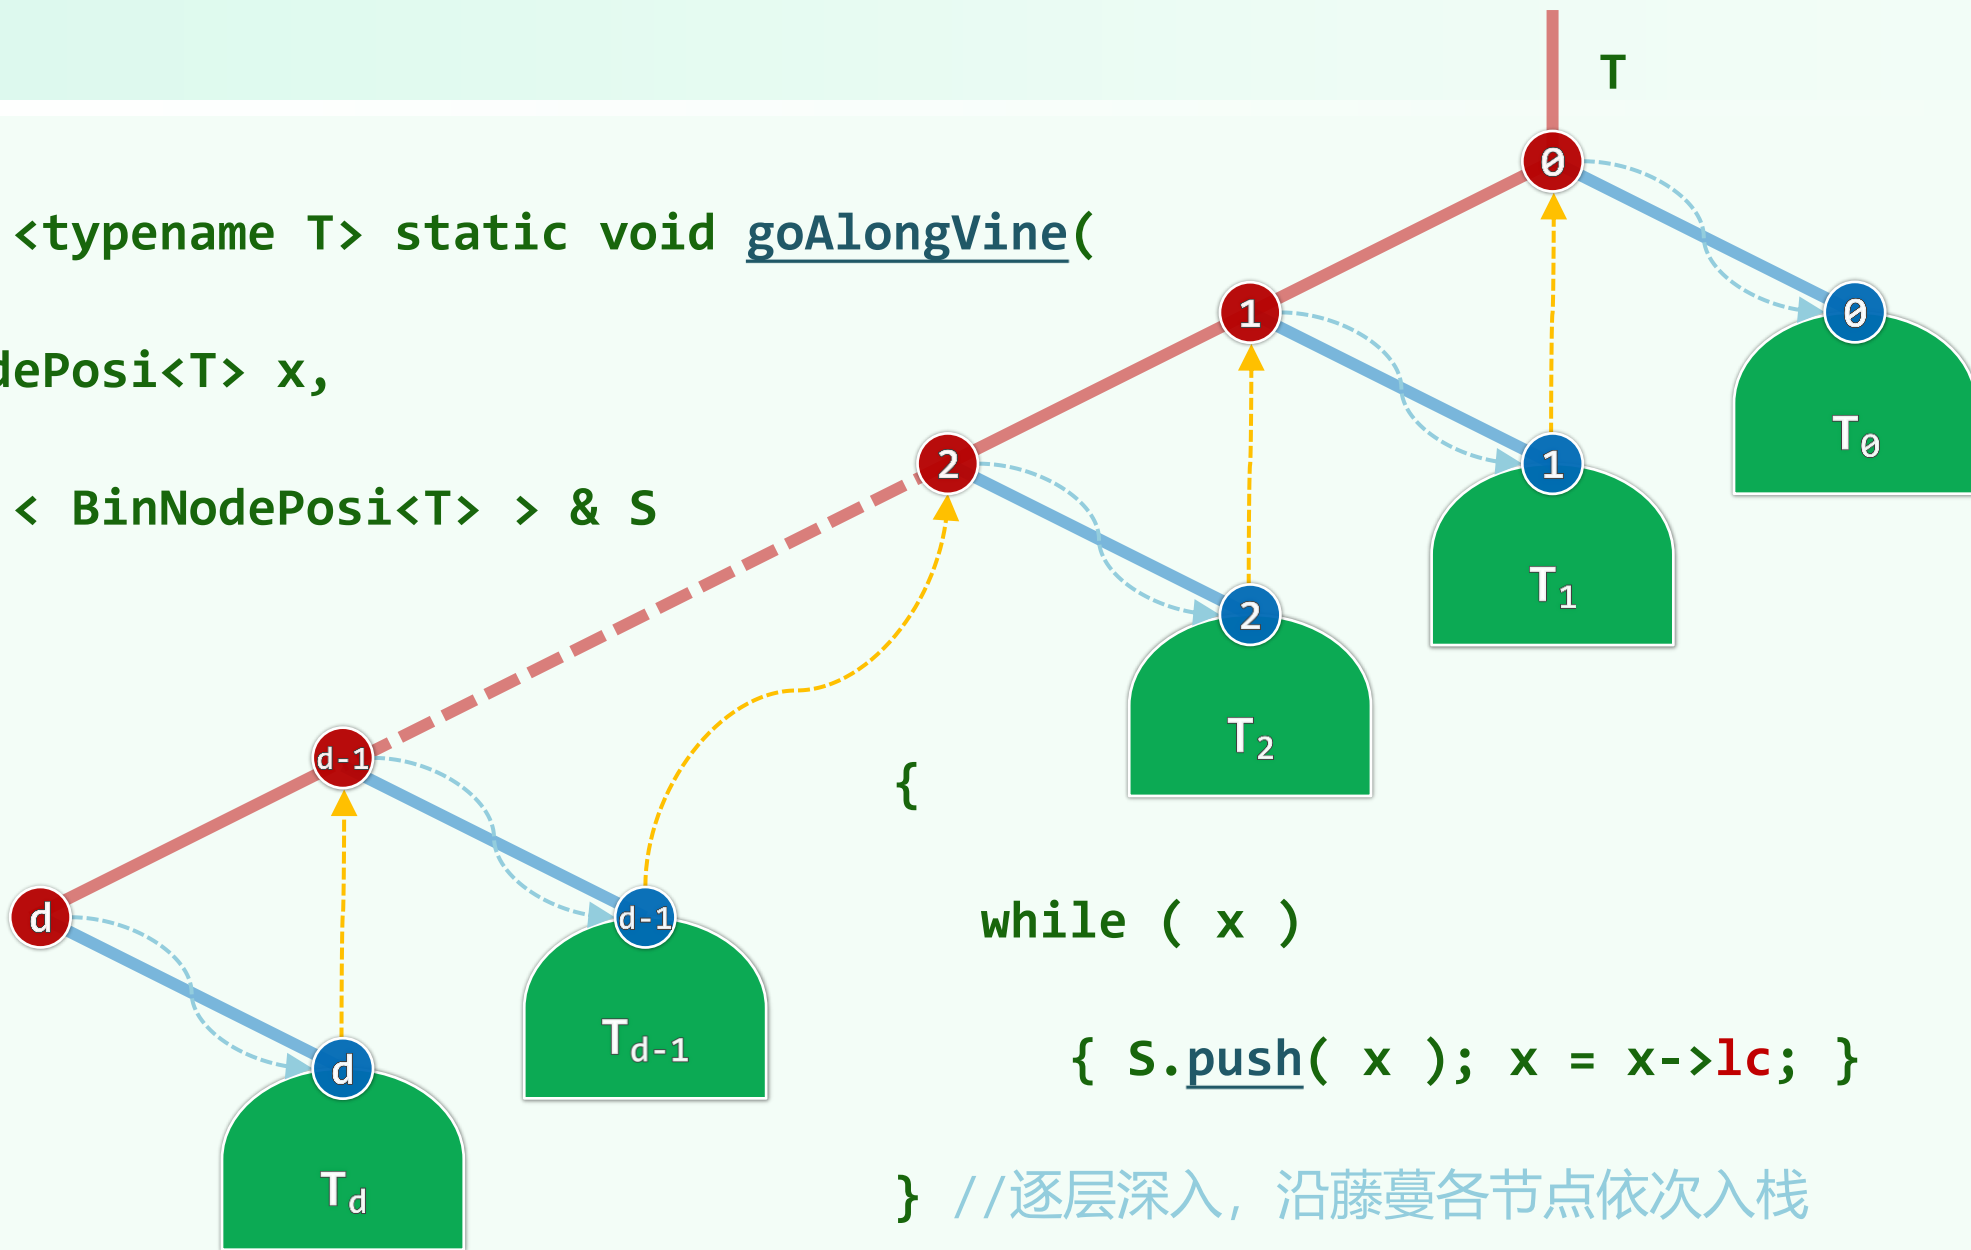 T
0
<typename T> static void goAlongVine(
1
0
dePosi<T> x,
T0
2
1
< BinNodePosi<T> > & S
T1
2
T2
d-1
{
d
d-1
while ( x )
Td-1
{ S.push( x ); x = x->lc; }
d
Td
} //逐层深入, 沿藤蔓各节点依次入栈